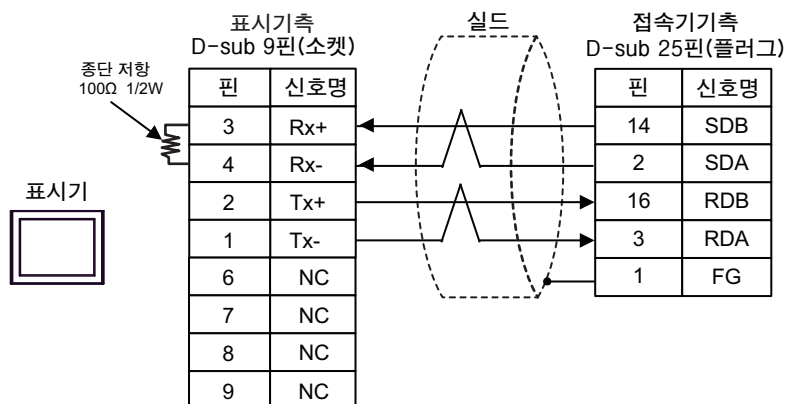 표시기측
D-sub 9핀(소켓)
실드
접속기기측
D-sub 25핀(플러그)
종단 저항
100Ω 1/2W
표시기
핀 신호명
3 Rx+
4 Rx-
2 Tx+
1 Tx-
6 NC
7 NC
8 NC
9 NC
핀 신호명
14 SDB
2 SDA
16 RDB
3 RDA
1 FG